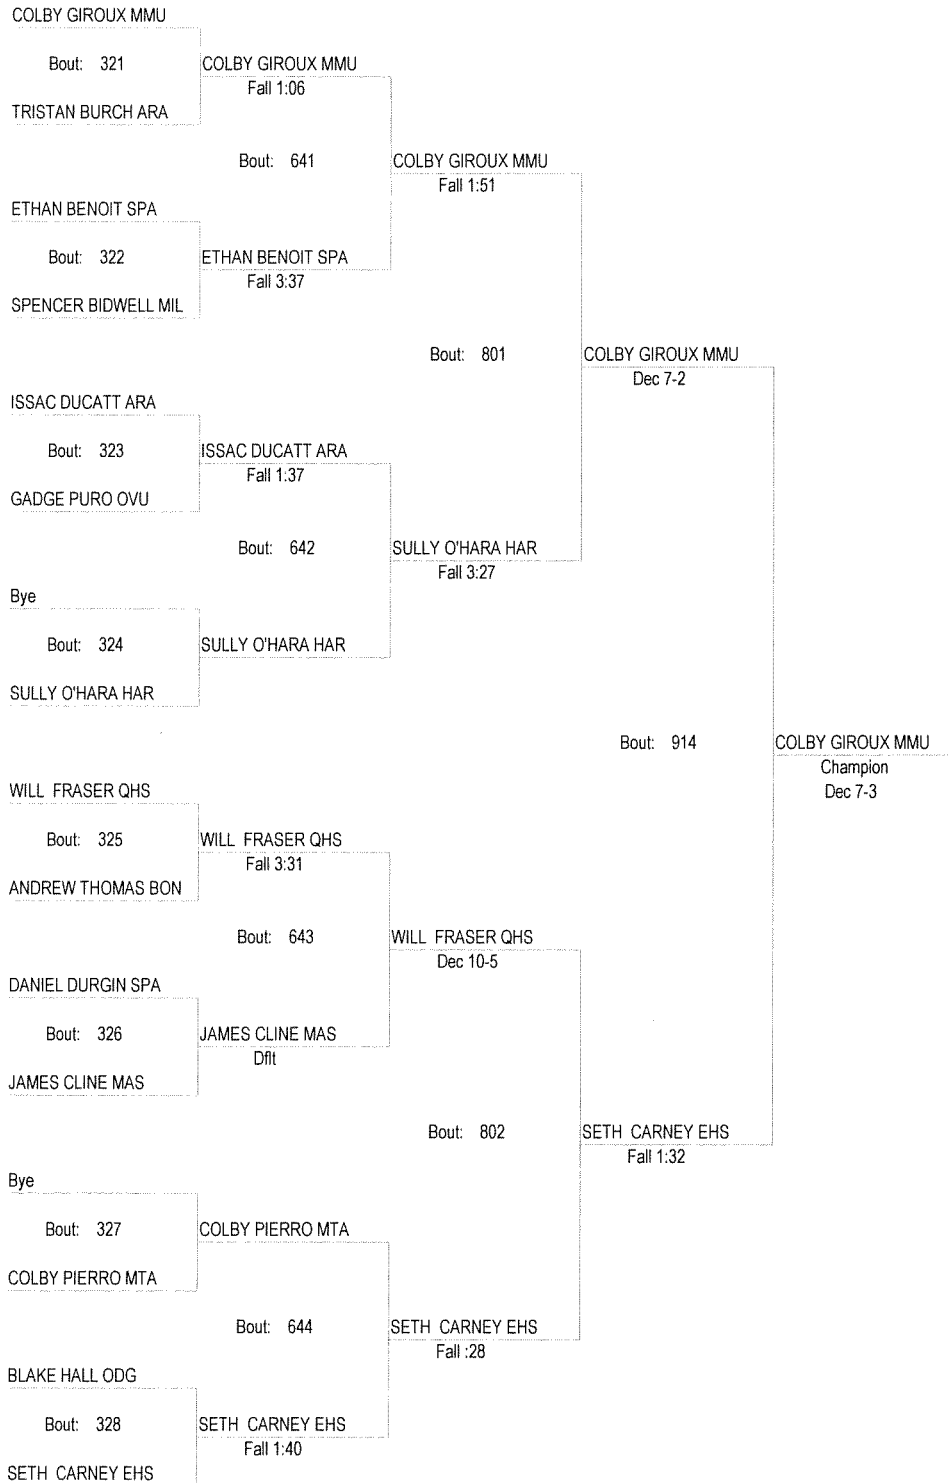 COLBY GIROUX MMU
Bout: 321
COLBY GIROUX MMU
Fall 1:06
TRISTAN BURCH ARA
Bout: 641
COLBY GIROUX MMU
Fall 1:51
ETHAN BENOIT SPA
Bout: 322
ETHAN BENOIT SPA
Fall 3:37
SPENCER BIDWELL MIL
Bout: 801
COLBY GIROUX MMU
Dec 7-2
ISSAC DUCATT ARA
Bout: 323
ISSAC DUCATT ARA
Fall 1:37
GADGE PURO OVU
Bout: 642
SULLY O'HARA HAR
Fall 3:27
Bye
Bout: 324
SULLY O'HARA HAR
SULLY O'HARA HAR
Bout: 914
COLBY GIROUX MMU
Champion
Dec 7-3
WILL FRASER QHS
Bout: 325
WILL FRASER QHS
Fall 3:31
ANDREW THOMAS BON
Bout: 643
WILL FRASER QHS
Dec 10-5
DANIEL DURGIN SPA
Bout: 326
JAMES CLINE MAS
Dflt
JAMES CLINE MAS
Bout: 802
SETH CARNEY EHS
Fall 1:32
Bye
Bout: 327
COLBY PIERRO MTA
COLBY PIERRO MTA
Bout: 644
SETH CARNEY EHS
Fall :28
BLAKE HALL ODG
Bout: 328
SETH CARNEY EHS
Fall 1:40
SETH CARNEY EHS